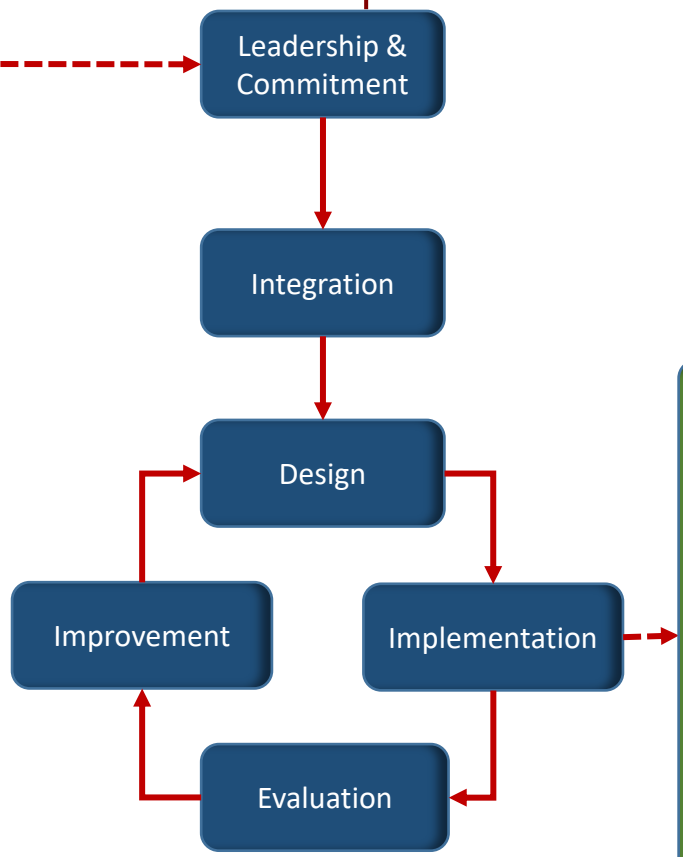 Leadership &
Commitment
Integration
Design
Improvement
Implementation
Evaluation